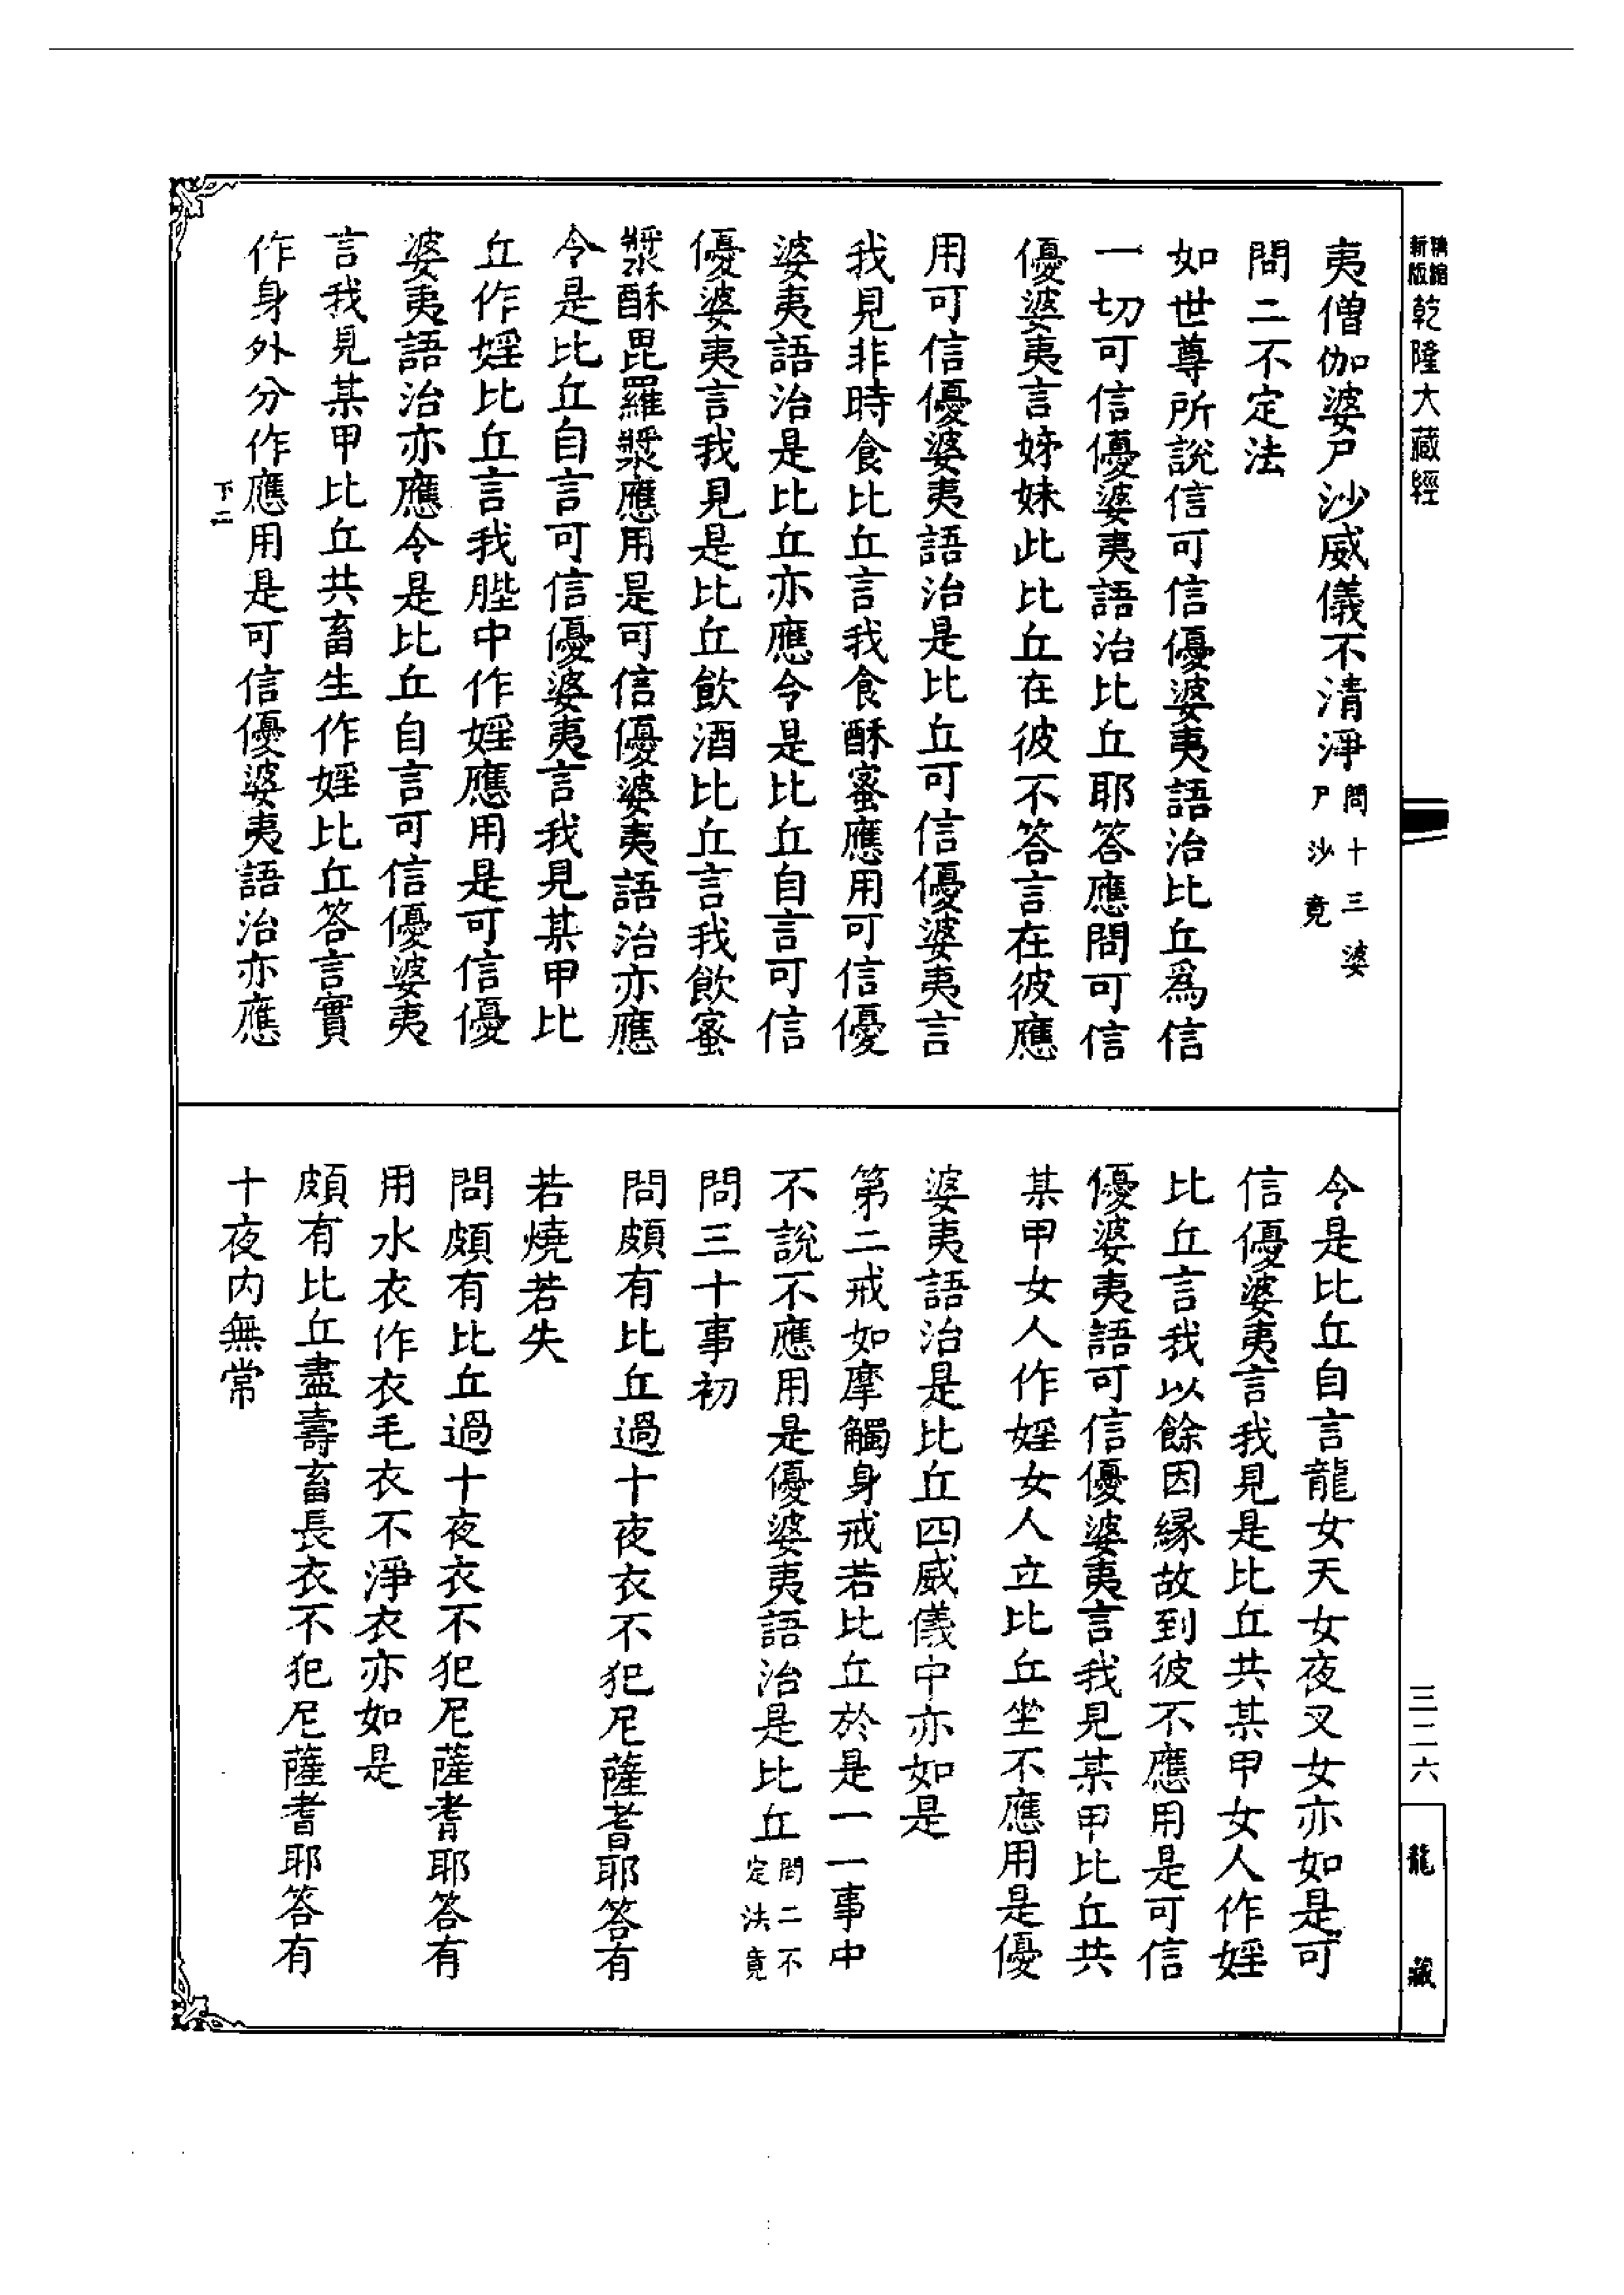 精縮新版乾隆大藏經
三二六
龍藏
夷僧伽婆尸沙威儀不清淨問十三婆尸沙竟
問二不定法
如世尊所說信可信優婆夷語治比丘爲信
一切可信優婆夷語治比丘耶答應問可信
優婆夷言姊妹此比丘在彼不答言在彼應
用可信優婆夷語治是比丘可信優婆夷言
我見非時食比丘言我食酥蜜應用可信優
婆夷語治是比丘亦應令是比丘自言可信
優婆夷言我見是比丘飲酒比丘言我飲蜜
漿酥毘羅漿應用是可信優婆夷語治亦應
令是比丘自言可信優婆夷言我見某甲比
丘作婬比丘言我䏶中作婬應用是可信優
婆夷語治亦應令是比丘自言可信優婆夷
言我見某甲比丘共畜生作婬比丘答言實
作身外分作應用是可信優婆夷語治亦應
下二
令是比丘自言龍女天女夜叉女亦如是可
信優婆夷言我見是比丘共某甲女人作婬
比丘言我以餘因緣故到彼不應用是可信
優婆夷語可信優婆夷言我見某甲比丘共
某甲女人作婬女人立比丘坐不應用是優
婆夷語治是比丘四威儀中亦如是
第二戒如摩觸身戒若比丘於是一一事中
不說不應用是優婆夷語治是比丘問二不定法竟
問三十事初
問頗有比丘過十夜衣不犯尼薩耆耶答有
若燒若失
問頗有比丘過十夜衣不犯尼薩耆耶答有
用水衣作衣毛衣不淨衣亦如是
頗有比丘盡壽畜長衣不犯尼薩耆耶答有
十夜內無常